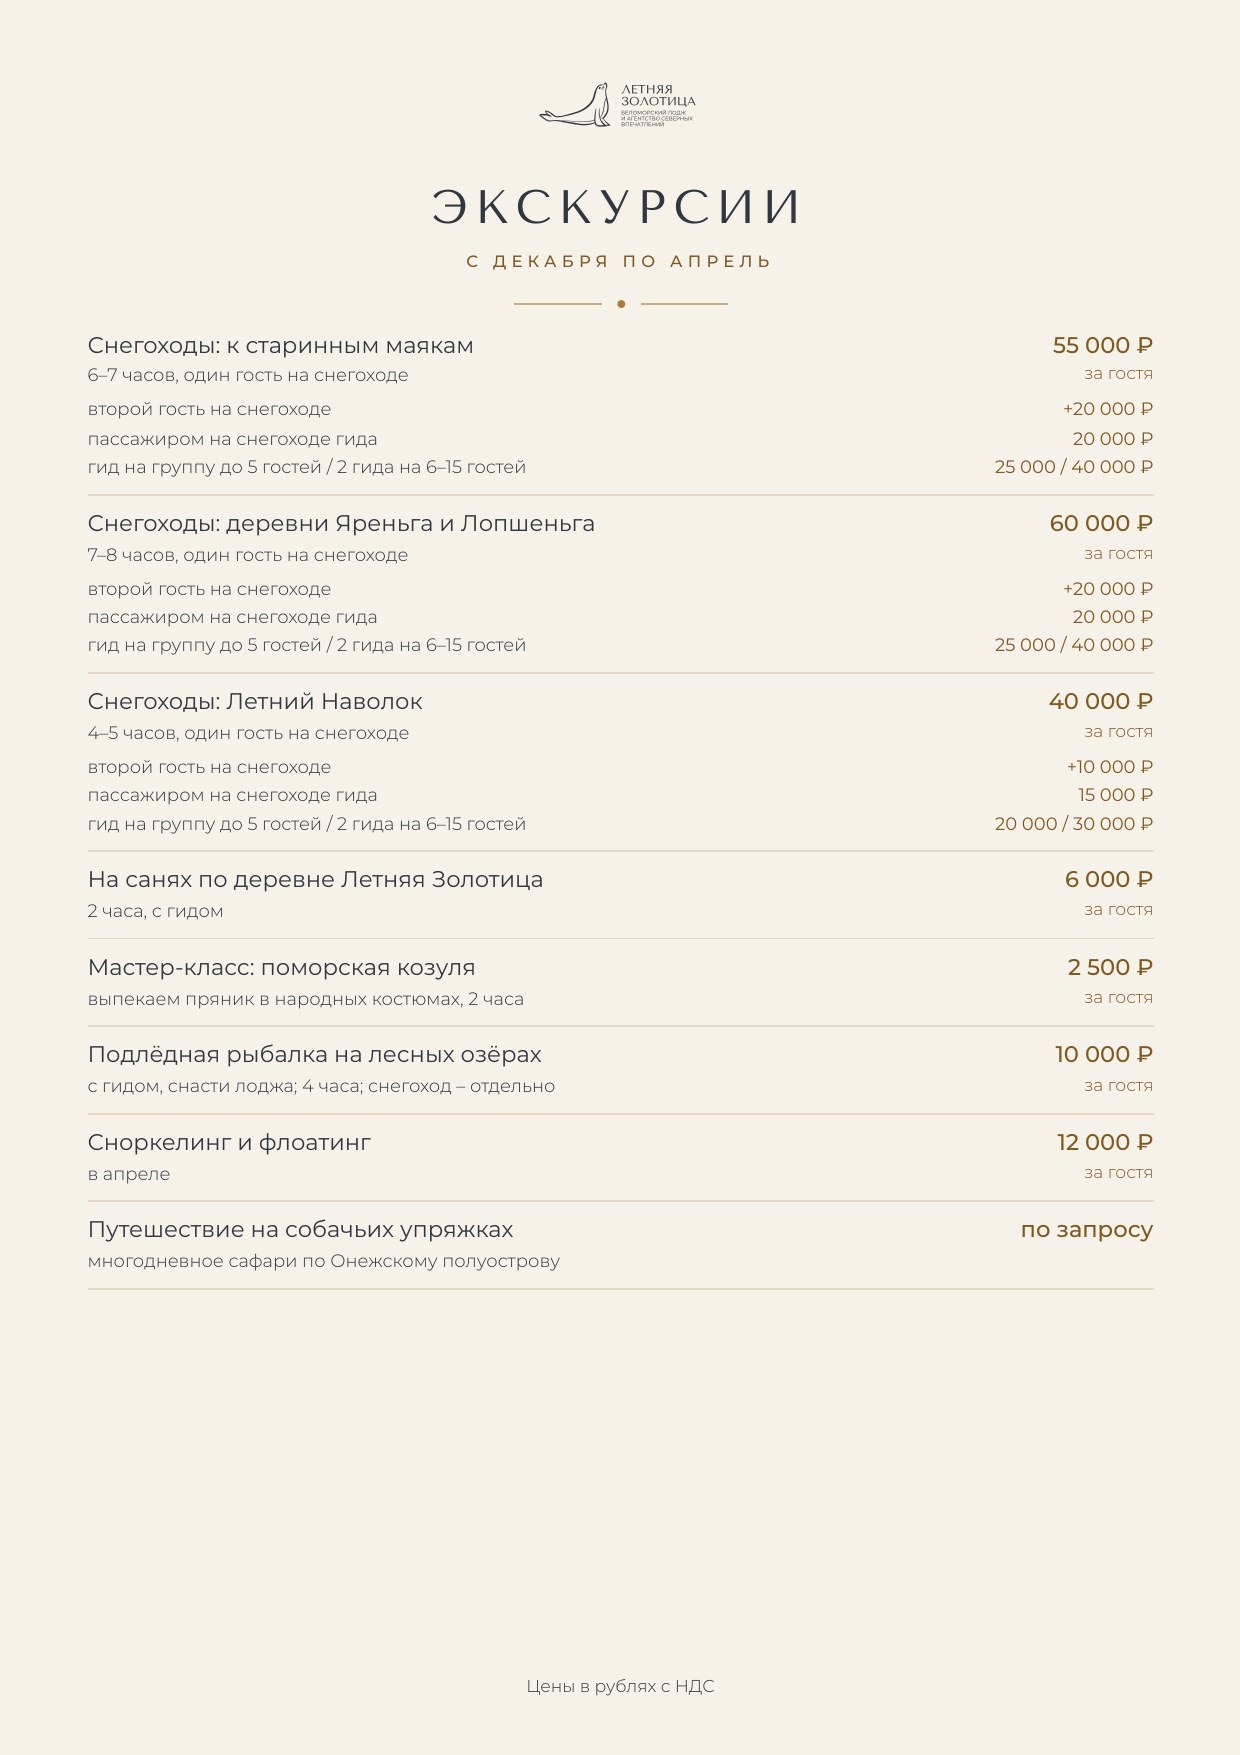 ЛЕТНЯЯ
ЗОЛОТИЦА
БЕЛОМОРСКИЙ ЛОДЖ
И АГЕНТСТВО СЕВЕРНЫХ
ВПЕЧАТЛЕНИЙ
ЭКСКУРСИИ
С ДЕКАБРЯ ПО АПРЕЛЬ
Снегоходы: к старинным маякам 55 000 ₽
6–7 часов, один гость на снегоходе за гостя
второй гость на снегоходе +20 000 ₽
пассажиром на снегоходе гида 20 000 ₽
гид на группу до 5 гостей / 2 гида на 6–15 гостей 25 000 / 40 000 ₽
Снегоходы: деревни Яреньга и Лопшеньга 60 000 ₽
7–8 часов, один гость на снегоходе за гостя
второй гость на снегоходе +20 000 ₽
пассажиром на снегоходе гида 20 000 ₽
гид на группу до 5 гостей / 2 гида на 6–15 гостей 25 000 / 40 000 ₽
Снегоходы: Летний Наволок 40 000 ₽
4–5 часов, один гость на снегоходе за гостя
второй гость на снегоходе +10 000 ₽
пассажиром на снегоходе гида 15 000 ₽
гид на группу до 5 гостей / 2 гида на 6–15 гостей 20 000 / 30 000 ₽
На санях по деревне Летняя Золотица 6 000 ₽
2 часа, с гидом за гостя
Мастер-класс: поморская козуля 2 500 ₽
выпекаем пряник в народных костюмах, 2 часа за гостя
Подлёдная рыбалка на лесных озёрах 10 000 ₽
с гидом, снасти лоджа; 4 часа; снегоход – отдельно за гостя
Сноркелинг и флоатинг 12 000 ₽
в апреле за гостя
Путешествие на собачьих упряжках по запросу
многодневное сафари по Онежскому полуострову
Цены в рублях с НДС